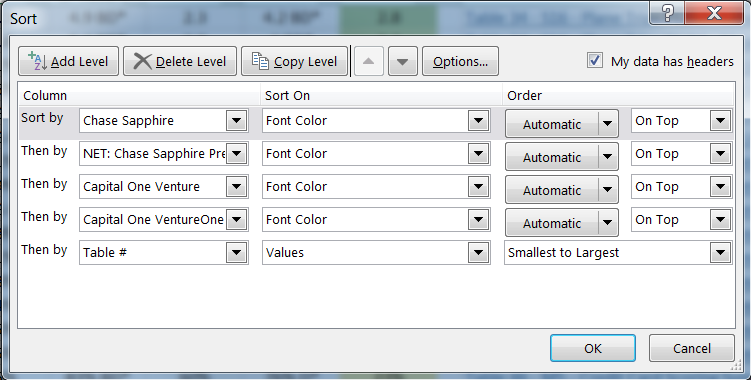 Sort
Add Level Delete Level Copy Level Options... My data has headers
Column Sort On Order
Sort by Chase Sapphire Font Color Automatic On Top
Then by NET: Chase Sapphire Pre Font Color Automatic On Top
Then by Capital One Venture Font Color Automatic On Top
Then by Capital One VentureOne Font Color Automatic On Top
Then by Table # Values Smallest to Largest
OK Cancel